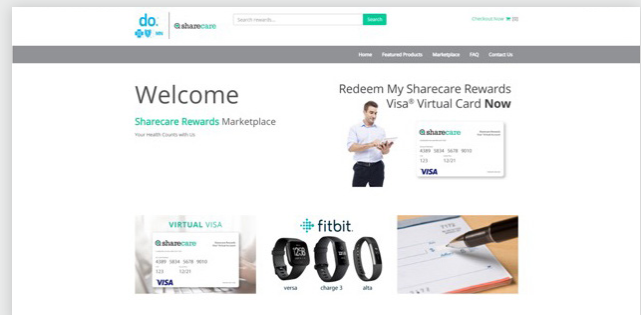 do.
sharecare
Search rewards...
Search
Checkout Now
Home Featured Products Marketplace FAQ Contact Us
Welcome
Sharecare Rewards Marketplace
Your Health Counts with Us
Redeem My Sharecare Rewards
Visa® Virtual Card Now
sharecare
4389 5834 5678 9010
123 12/21
VISA
VIRTUAL VISA
sharecare
4389 5834 5678 9010
123 12/21
VISA
fitbit.
versa charge 3 alta